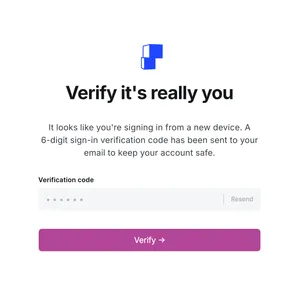 Verify it's really you
It looks like you're signing in from a new device. A
6-digit sign-in verification code has been sent to your
email to keep your account safe.
Verification code
Resend
Verify →